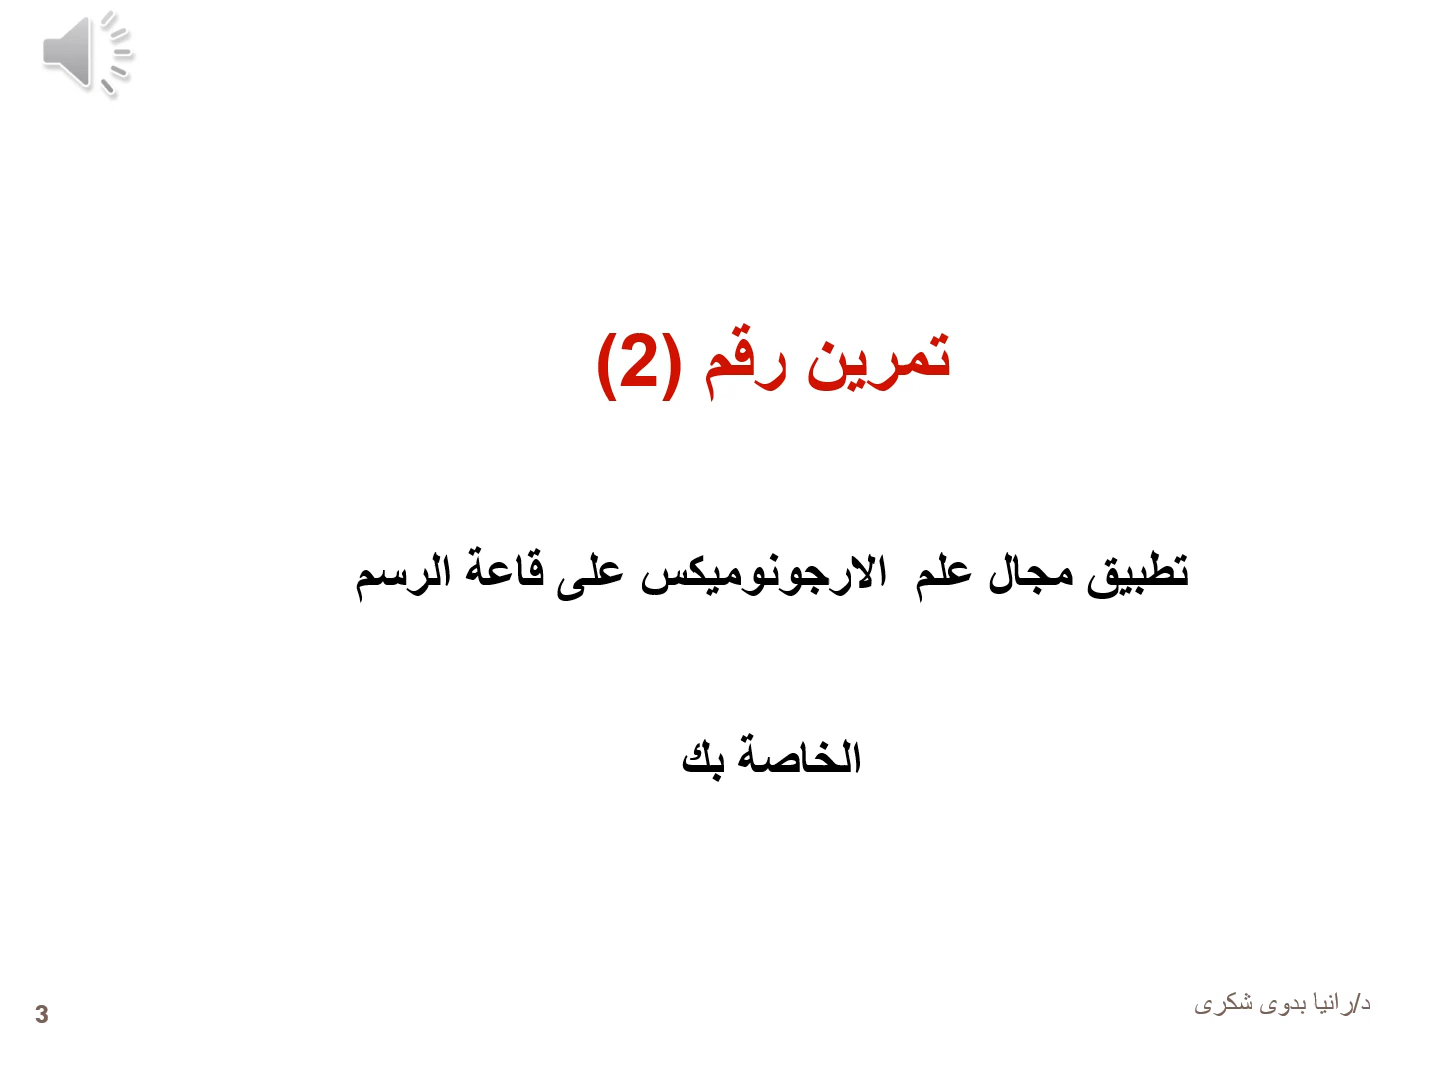 تمرين رقم (2)
تطبيق مجال علم الارجونوميكس على قاعة الرسم
الخاصة بك
د/رانيا بدوى شكرى
3